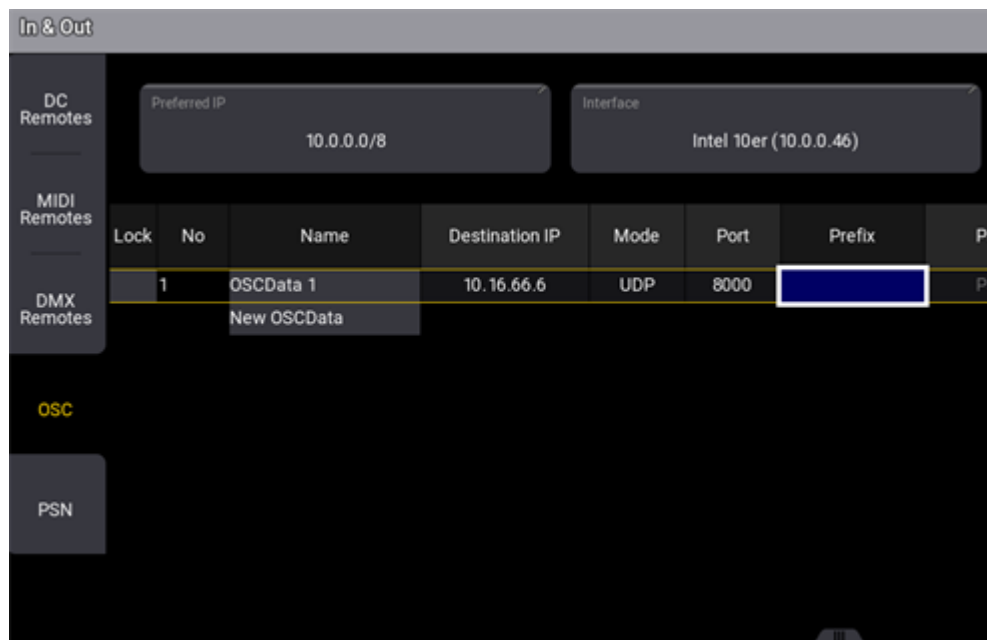 In & Out
DC
Remotes
MIDI
Remotes
DMX
Remotes
OSC
PSN
Preferred IP
10.0.0.0/8
Interface
Intel 10er (10.0.0.46)
Lock No Name Destination IP Mode Port Prefix P
1 OSCData 1 10.16.66.6 UDP 8000 P
New OSCData